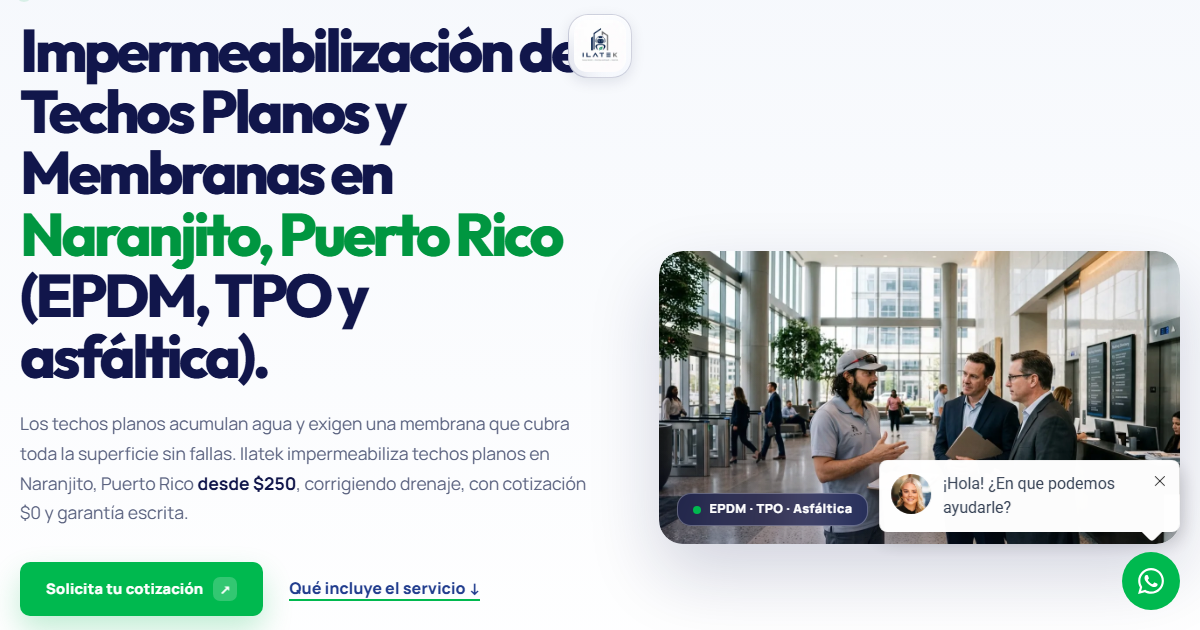 Impermeabilización de
Techos Planos y
Membranas en
Naranjito, Puerto Rico
(EPDM, TPO y
asfáltica).
ILATEK
Los techos planos acumulan agua y exigen una membrana que cubra
toda la superficie sin fallas. Ilatek impermeabiliza techos planos en
Naranjito, Puerto Rico desde $250, corrigiendo drenaje, con cotización
$0 y garantía escrita.
Solicita tu cotización ↗
Qué incluye el servicio ↓
EPDM · TPO · Asfáltica
¡Hola! ¿En que podemos
ayudarle?